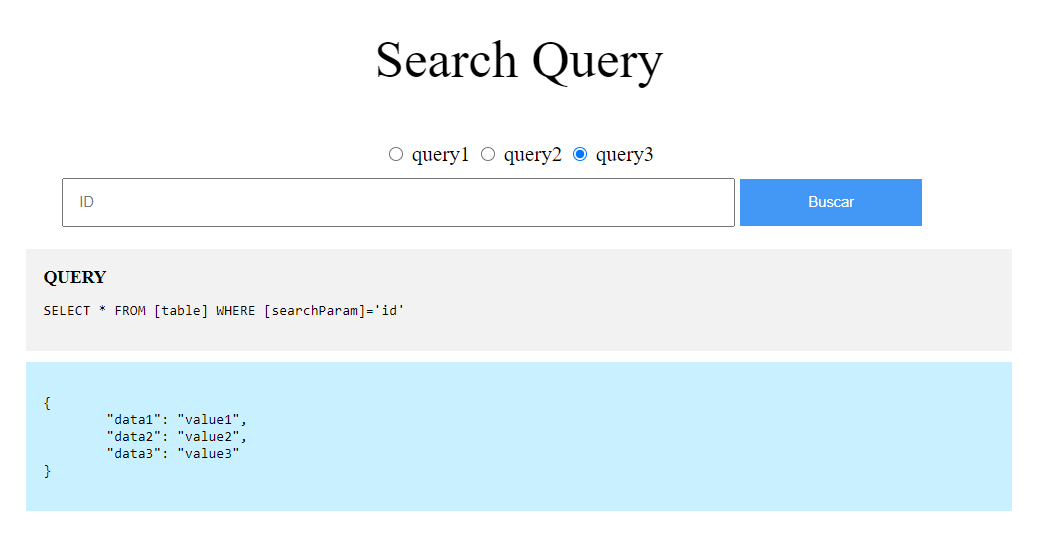 Search Query
query1 query2 query3
ID Buscar
QUERY
SELECT * FROM [table] WHERE [searchParam]='id'
{
"data1": "value1",
"data2": "value2",
"data3": "value3"
}